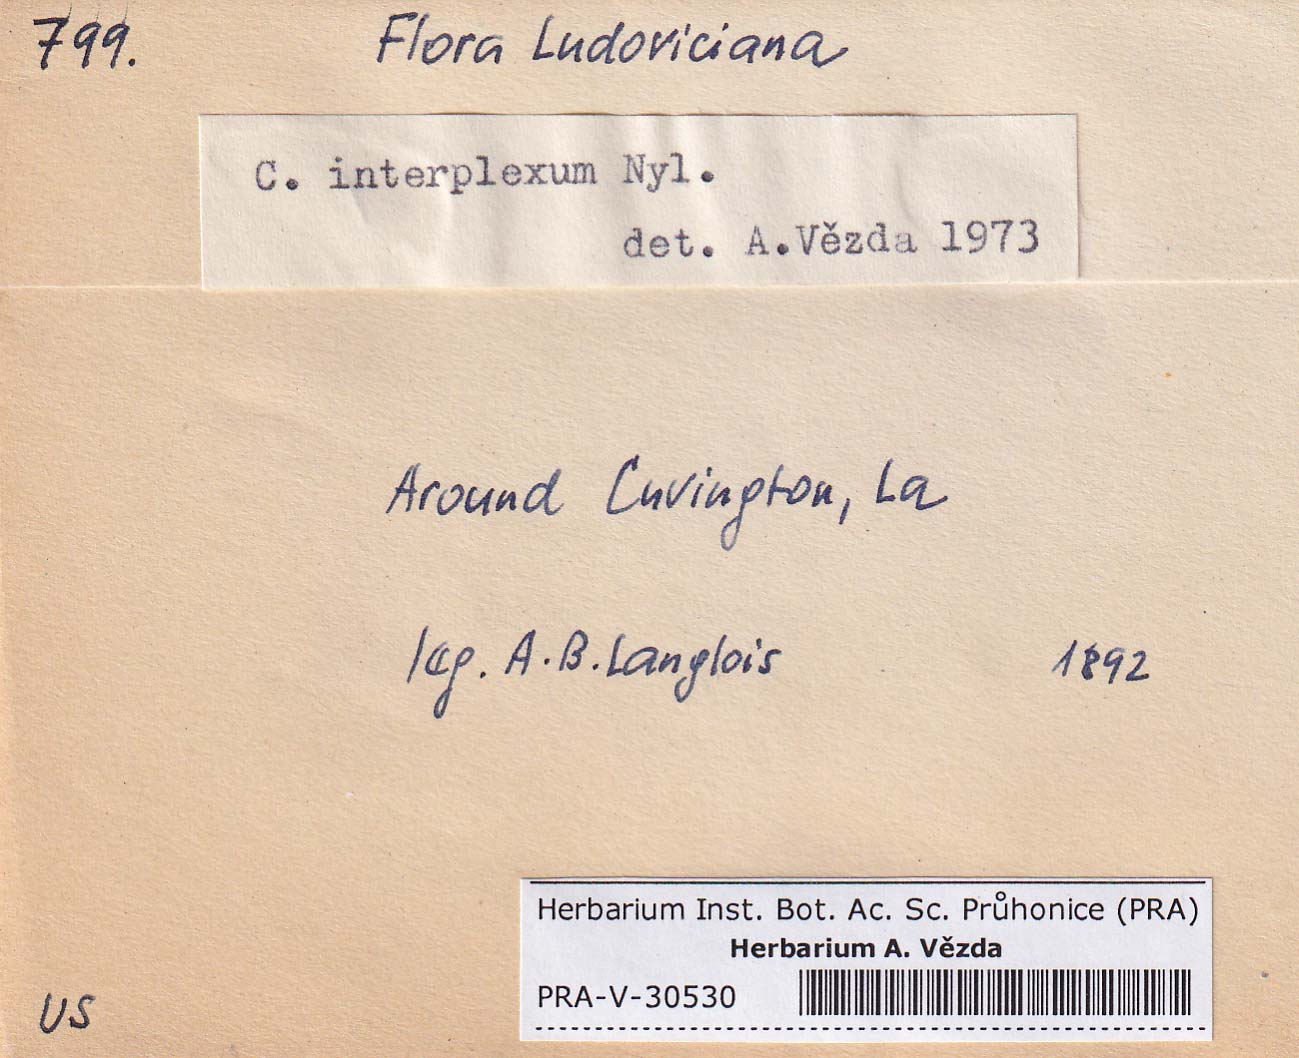 799. Flora Ludoviciana
C. interplexum Nyl.
det. A.Vězda 1973
Around Cuvington, La
leg. A.B.Langlois 1892
Herbarium Inst. Bot. Ac. Sc. Průhonice (PRA)
Herbarium A. Vězda
PRA-V-30530
US